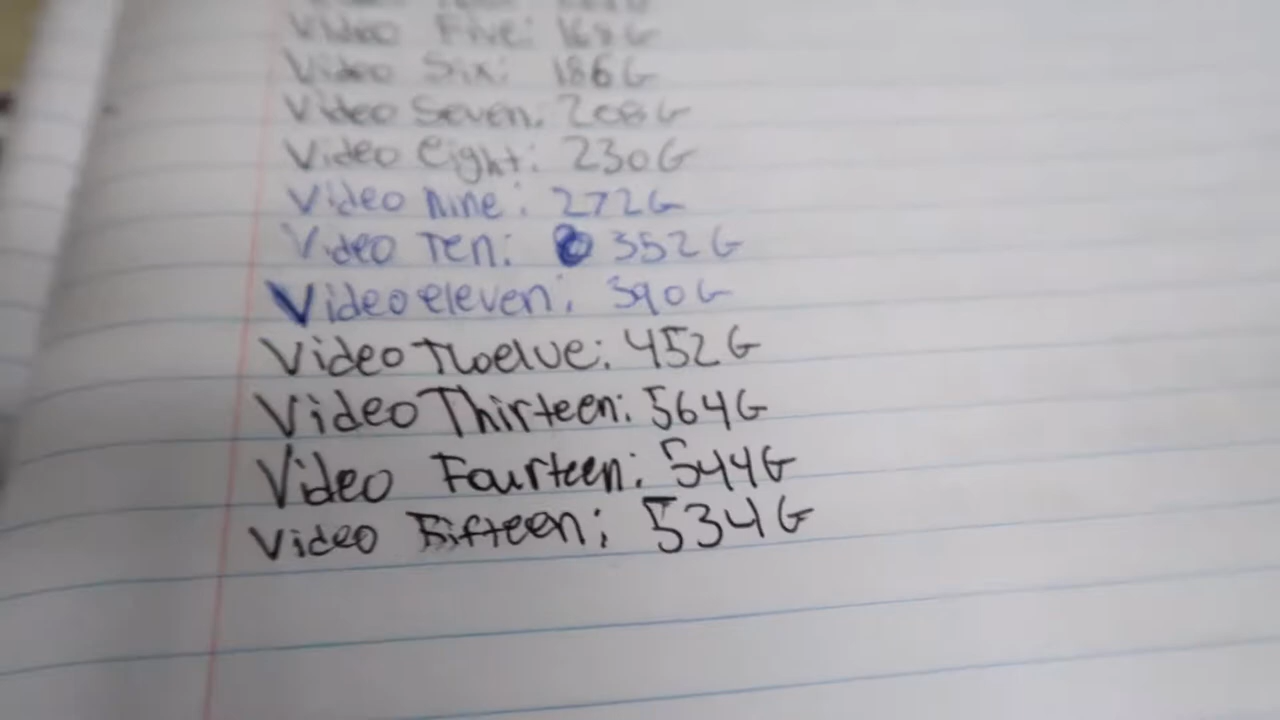 Video Five: 168G
Video Six: 186G
Video Seven: 208G
Video eight: 230G
Video nine: 272G
Video Ten: 352G
Video eleven: 390G
Video Twoelve: 452G
Video Thirteen: 564G
Video Fourteen: 544G
Video Fifteen: 534G